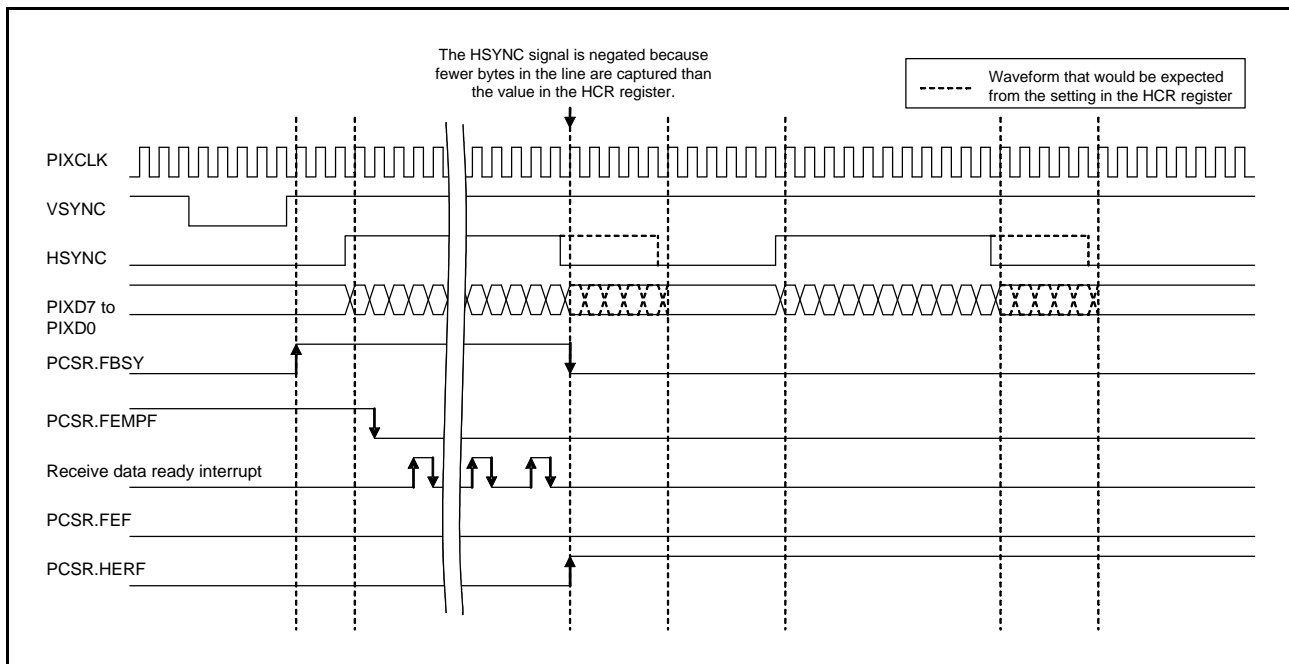 The HSYNC signal is negated because
fewer bytes in the line are captured than
the value in the HCR register.
Waveform that would be expected
from the setting in the HCR register
PIXCLK
VSYNC
HSYNC
PIXD7 to
PIXD0
PCSR.FBSY
PCSR.FEMPF
Receive data ready interrupt
PCSR.FEF
PCSR.HERF